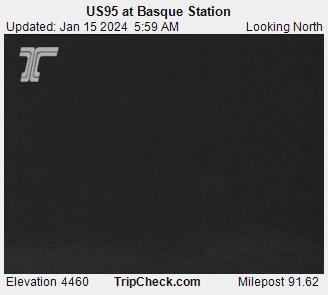 US95 at Basque Station
Updated: Jan 15 2024 5:59 AM Looking North
Elevation 4460 TripCheck.com Milepost 91.62